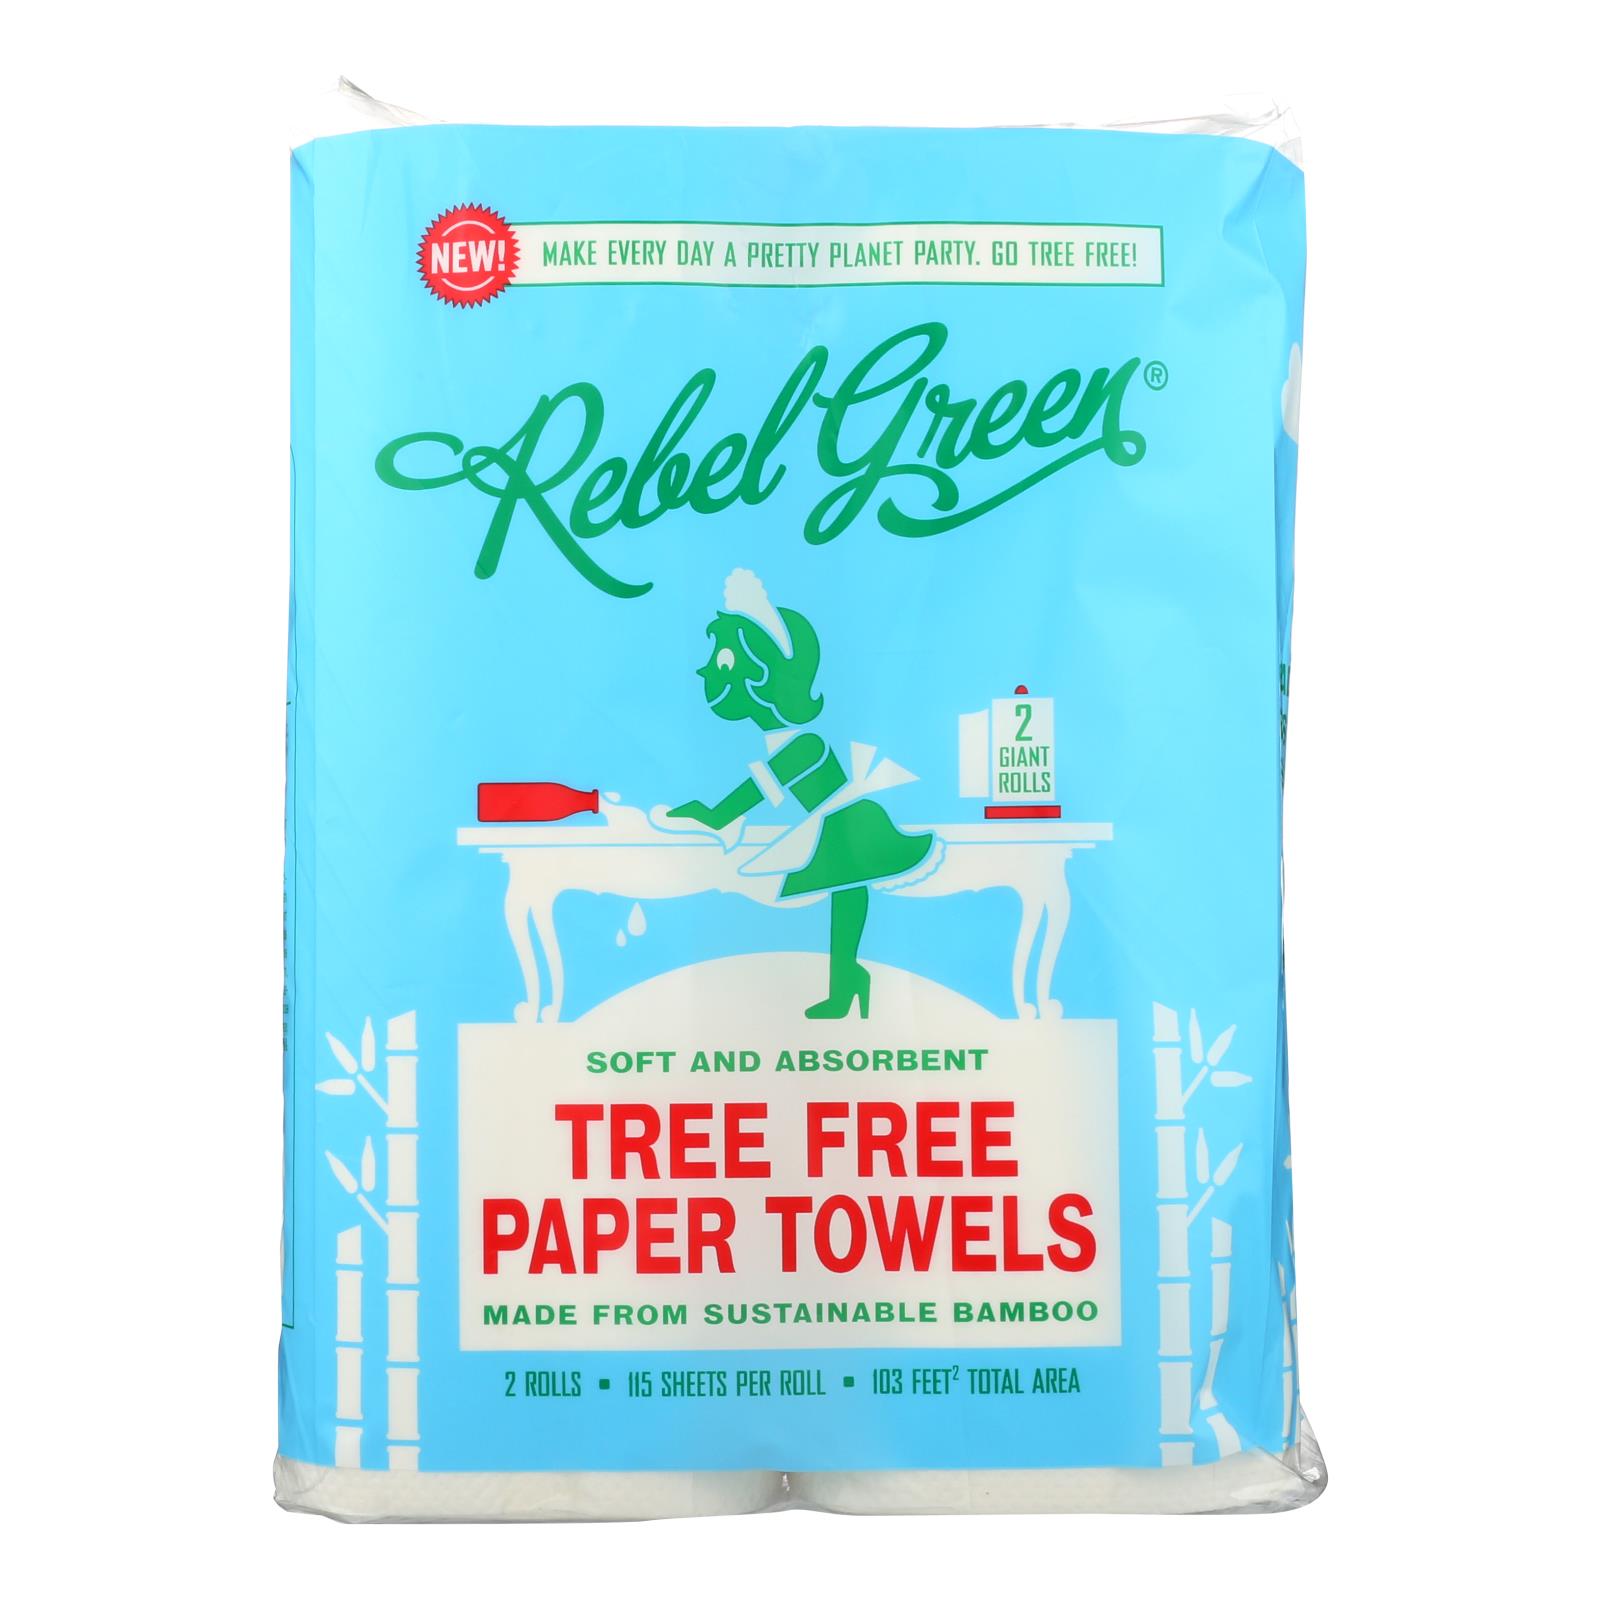 NEW!
MAKE EVERY DAY A PRETTY PLANET PARTY. GO TREE FREE!
Rebel Green®
2
GIANT
ROLLS
SOFT AND ABSORBENT
TREE FREE
PAPER TOWELS
MADE FROM SUSTAINABLE BAMBOO
2 ROLLS ▪ 115 SHEETS PER ROLL ▪ 103 FEET² TOTAL AREA